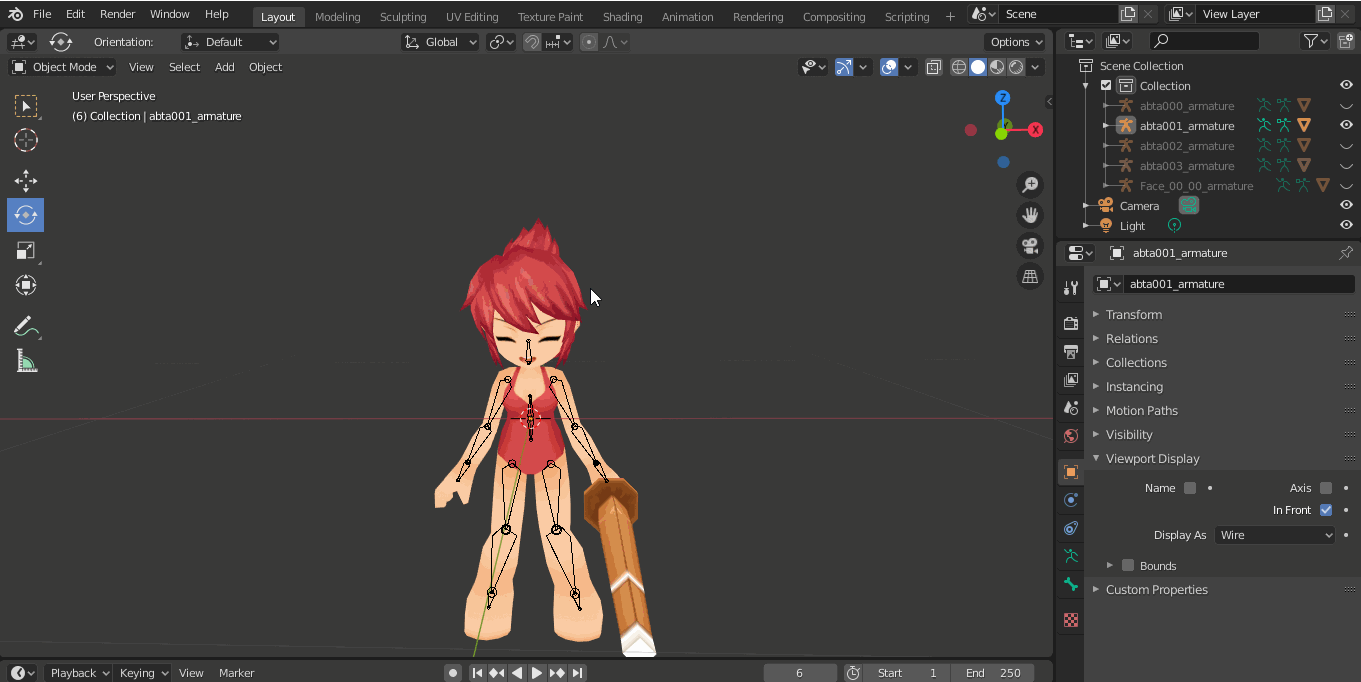 File Edit Render Window Help Layout Modeling Sculpting UV Editing Texture Paint Shading Animation Rendering Compositing Scripting + Scene View Layer
Orientation: Default Global Options
Object Mode View Select Add Object
User Perspective
(6) Collection | abta001_armature
Z
Y
X
Scene Collection
Collection
abta000_armature
abta001_armature
abta002_armature
abta003_armature
Face_00_00_armature
Camera
Light
abta001_armature
abta001_armature
Transform
Relations
Collections
Instancing
Motion Paths
Visibility
Viewport Display
Name Axis
In Front
Display As Wire
Bounds
Custom Properties
Playback Keying View Marker 6 Start 1 End 250